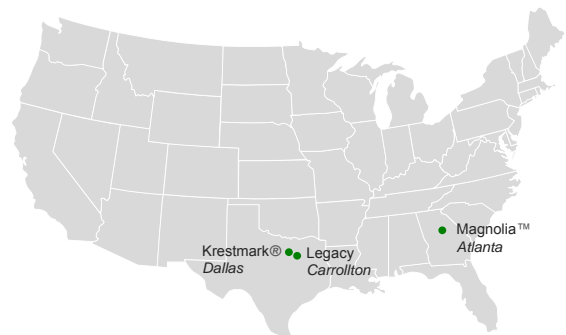 Krestmark®
Dallas
Legacy
Carrollton
Magnolia™
Atlanta